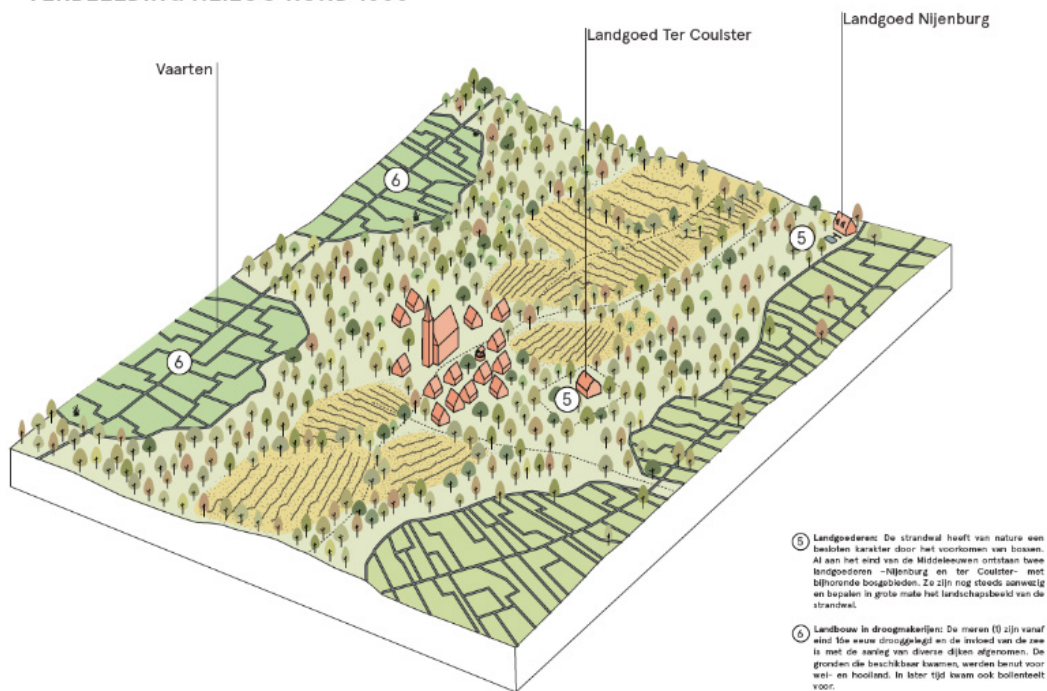 Landgoed Nijenburg
Landgoed Ter Coulster
Vaarten
6
5
6
5
5 Landgoederen: De strandwal heeft van nature een
besloten karakter door het voorkomen van bossen.
Al aan het eind van de Middeleeuwen ontstaan twee
landgoederen -Nijenburg en ter Coulster- met
bijhorende bosgebieden. Ze zijn nog steeds aanwezig
en bepalen in grote mate het landschapsbeeld van de
strandwal.
6 Landbouw in droogmakerijen: De meren (1) zijn vanaf
eind 16e eeuw drooggelegd en de invloed van de zee
is met de aanleg van diverse dijken afgenomen. De
gronden die beschikbaar kwamen, werden benut voor
wei- en hooiland. In later tijd kwam ook bollenteelt
voor.